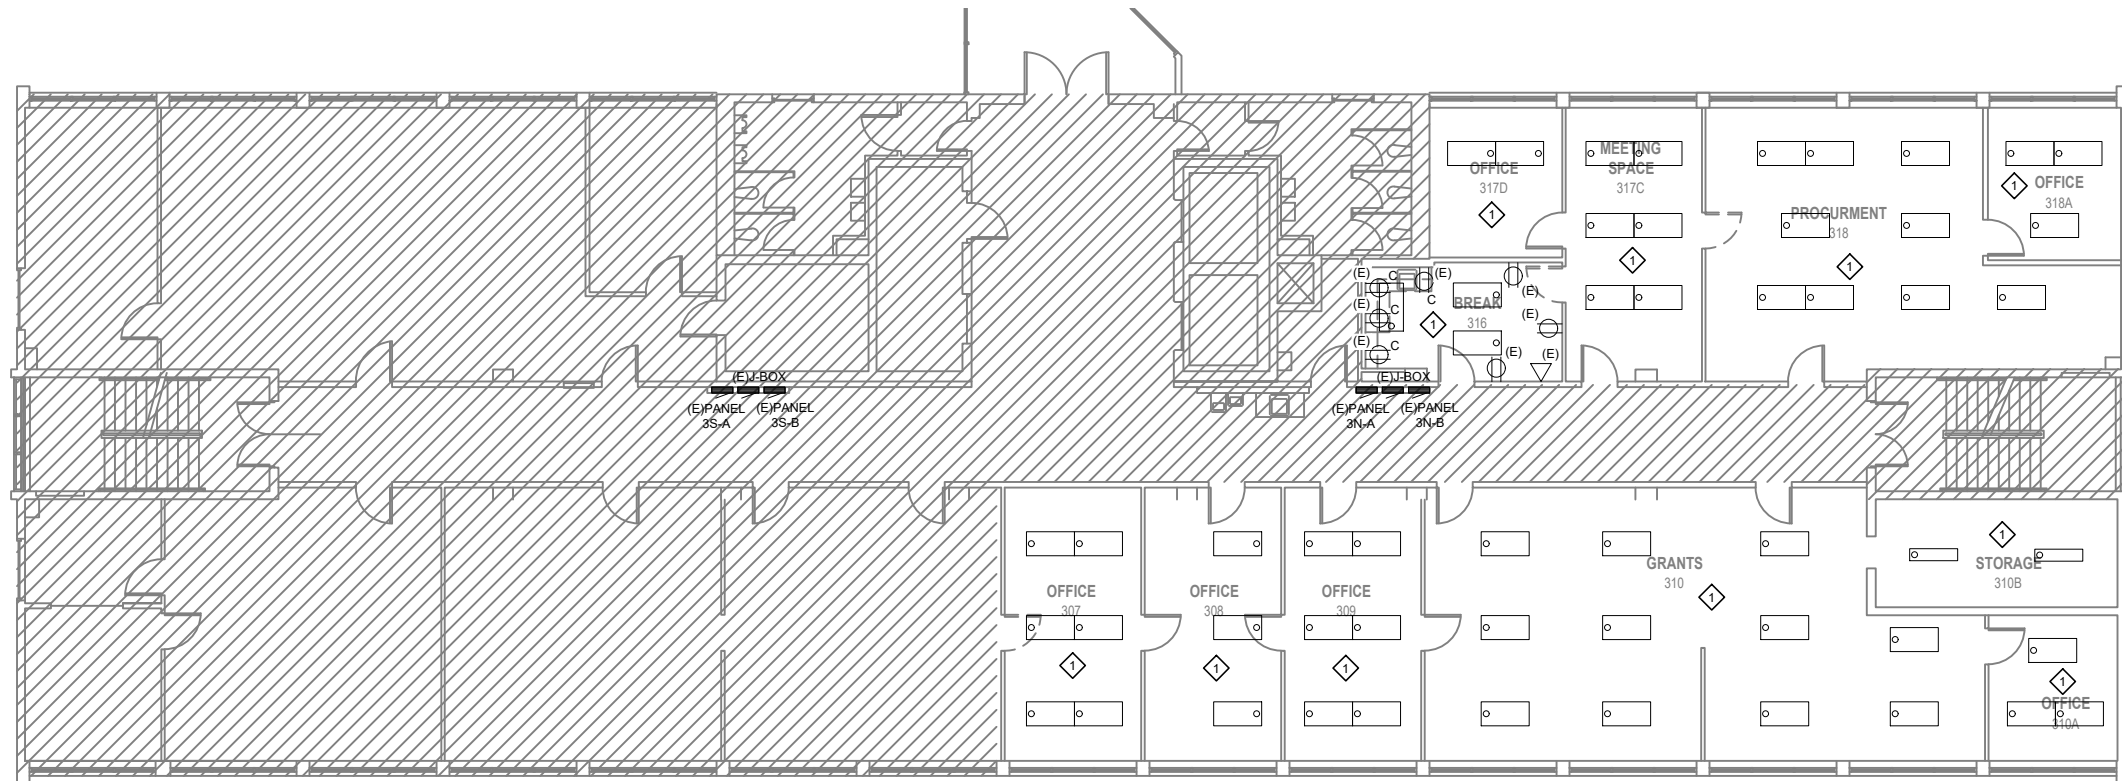 MEETING
SPACE
317C
OFFICE
317D
1
OFFICE
318A
1
PROCURMENT
318
1
1
(E)
C
(E)
(E)
C
C
(E)
(E)
BREAK
316
1
(E)
(E)
C
(E)
(E)
(E)J-BOX
(E)PANEL
3S-A
(E)PANEL
3S-B
(E)J-BOX
(E)PANEL
3N-A
(E)PANEL
3N-B
OFFICE
307
1
OFFICE
308
1
OFFICE
309
1
GRANTS
310
1
1
STORAGE
310B
1
OFFICE
310A